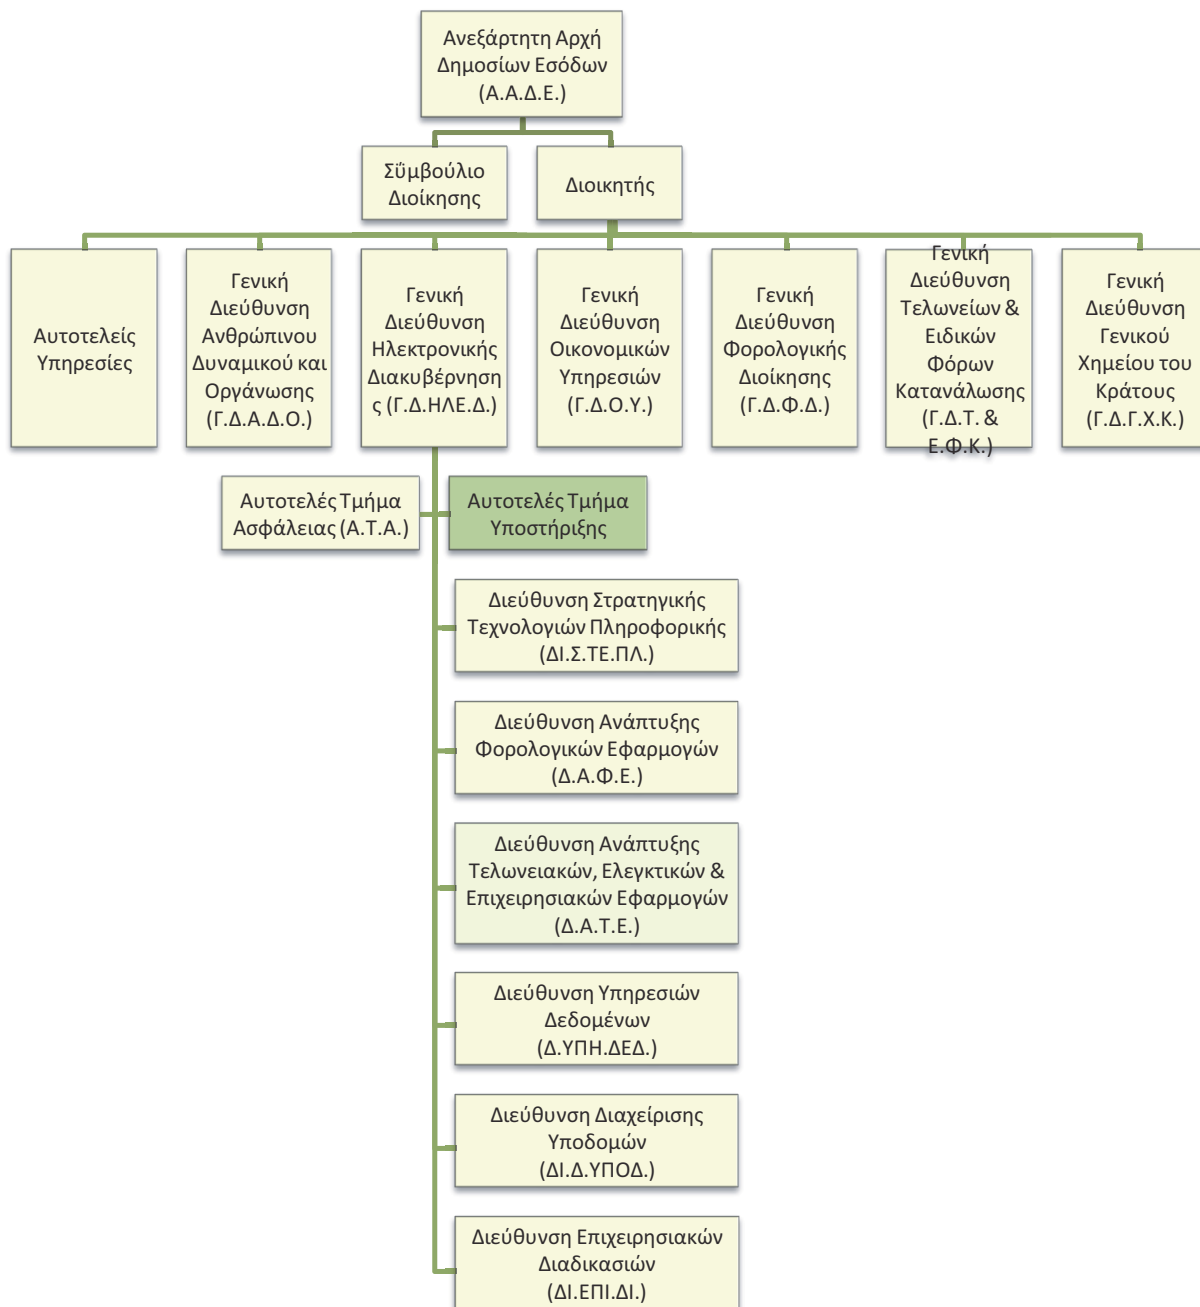 Ανεξάρτητη Αρχή
Δημοσίων Εσόδων
(Α.Α.Δ.Ε.)
Σΰμβούλιο
Διοίκησης
Διοικητής
Αυτοτελείς
Υπηρεσίες
Γενική
Διεύθυνση
Ανθρώπινου
Δυναμικού και
Οργάνωσης
(Γ.Δ.Α.Δ.Ο.)
Γενική
Διεύθυνση
Ηλεκτρονικής
Διακυβέρνηση
ς (Γ.Δ.ΗΛΕ.Δ.)
Γενική
Διεύθυνση
Οικονομικών
Υπηρεσιών
(Γ.Δ.Ο.Υ.)
Γενική
Διεύθυνση
Φορολογικής
Διοίκησης
(Γ.Δ.Φ.Δ.)
Γενική
Διεύθυνση
Τελωνείων &
Ειδικών
Φόρων
Κατανάλωσης
(Γ.Δ.Τ. &
Ε.Φ.Κ.)
Γενική
Διεύθυνση
Γενικού
Χημείου του
Κράτους
(Γ.Δ.Γ.Χ.Κ.)
Αυτοτελές Τμήμα
Ασφάλειας (Α.Τ.Α.)
Αυτοτελές Τμήμα
Υποστήριξης
Διεύθυνση Στρατηγικής
Τεχνολογιών Πληροφορικής
(ΔΙ.Σ.ΤΕ.ΠΛ.)
Διεύθυνση Ανάπτυξης
Φορολογικών Εφαρμογών
(Δ.Α.Φ.Ε.)
Διεύθυνση Ανάπτυξης
Τελωνειακών, Ελεγκτικών &
Επιχειρησιακών Εφαρμογών
(Δ.Α.Τ.Ε.)
Διεύθυνση Υπηρεσιών
Δεδομένων
(Δ.ΥΠΗ.ΔΕΔ.)
Διεύθυνση Διαχείρισης
Υποδομών
(ΔΙ.Δ.ΥΠΟΔ.)
Διεύθυνση Επιχειρησιακών
Διαδικασιών
(ΔΙ.ΕΠΙ.ΔΙ.)